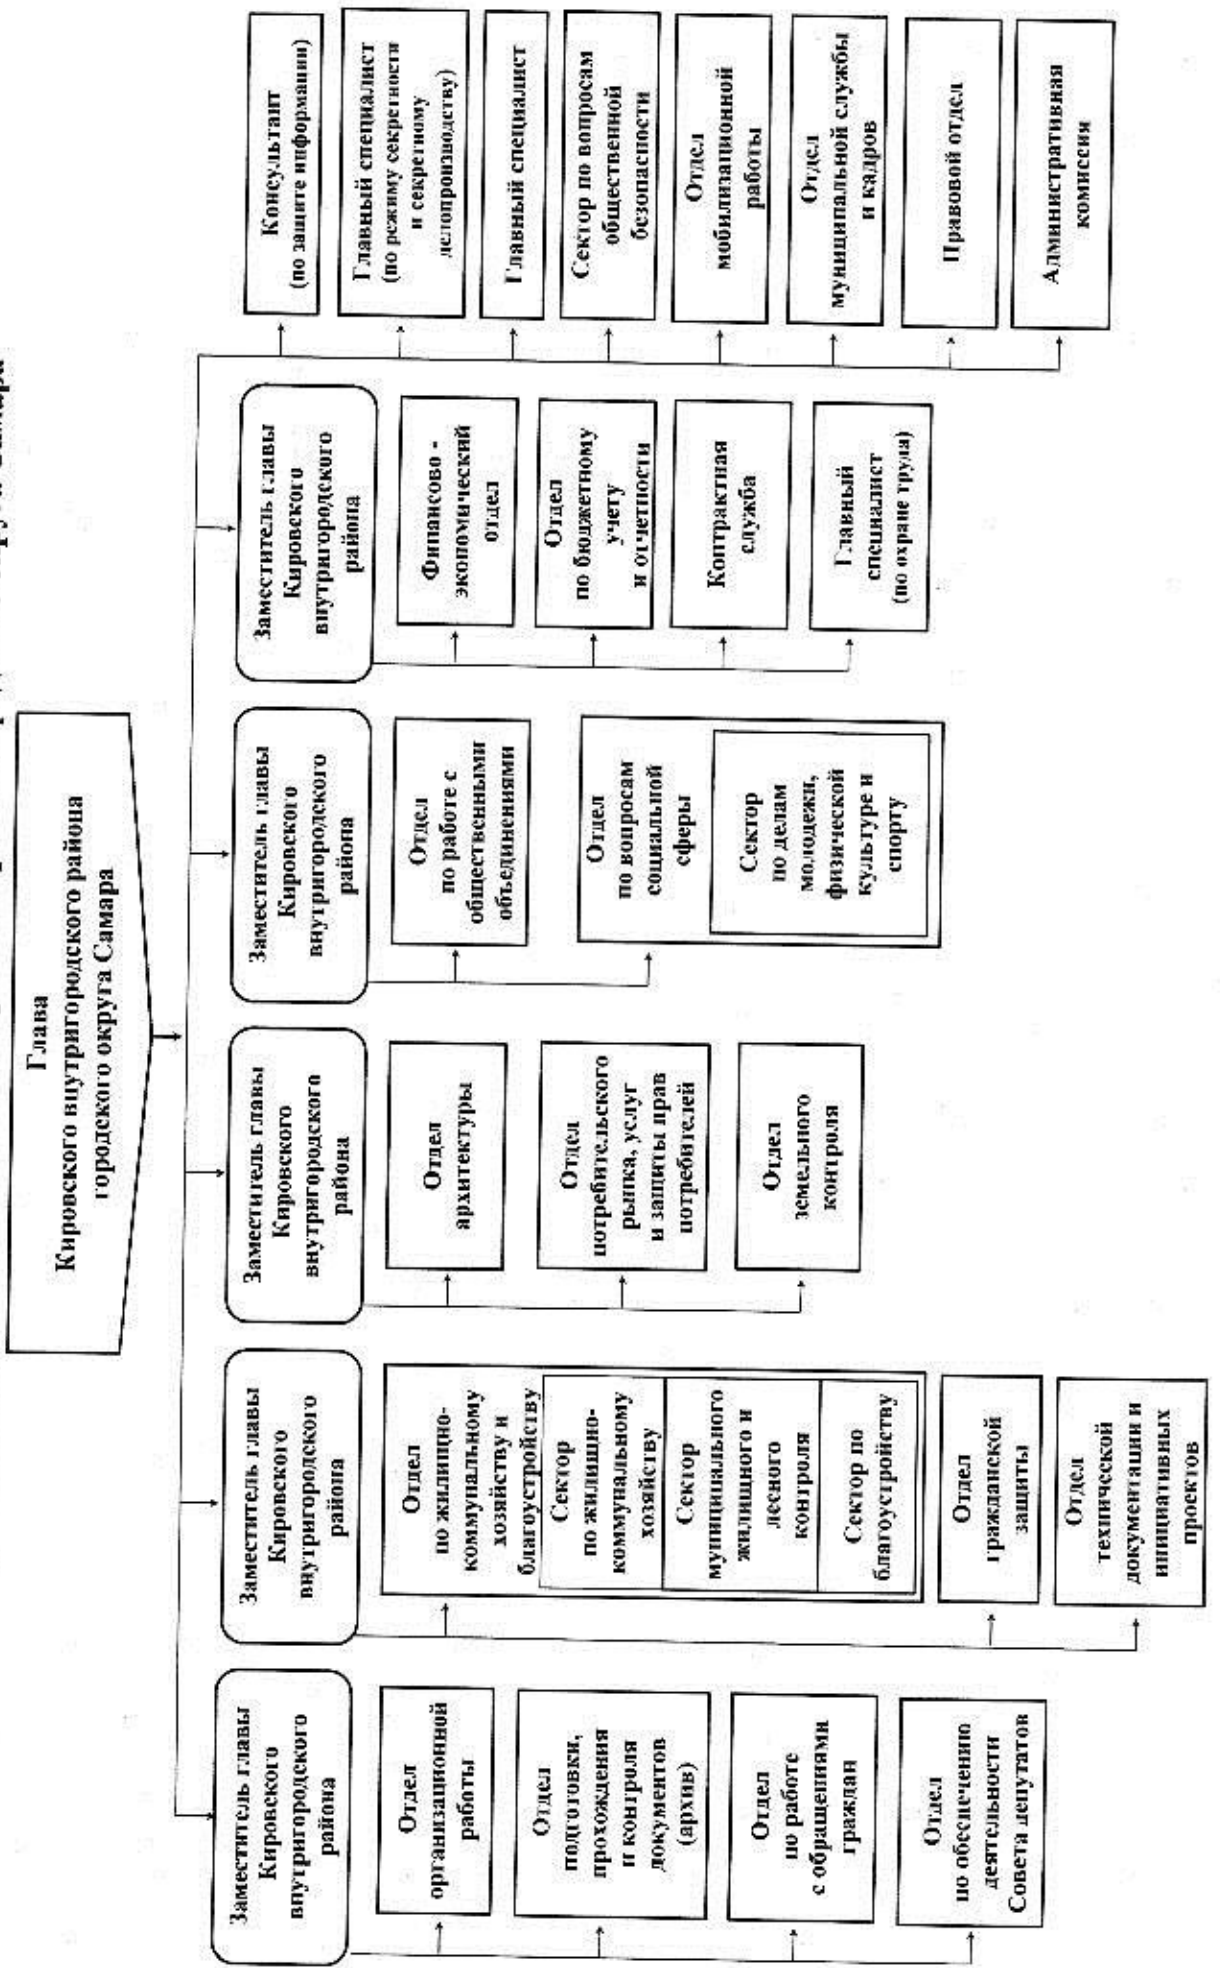 Глава
Кировского внутригородского района
городского округа Самара
Заместитель главы
Кировского
внутригородского
района
Отдел
организационной
работы
Отдел
подготовки,
прохождения
и контроля
документов
(архив)
Отдел
по работе
с обращениями
граждан
Отдел
по обеспечению
деятельности
Совета депутатов
Заместитель главы
Кировского
внутригородского
района
Отдел
по жилищно-
коммунальному
хозяйству и
благоустройству
Сектор
по жилищно-
коммунальному
хозяйству
Сектор
муниципального
жилищного и
лесного
контроля
Сектор по
благоустройству
Отдел
гражданской
защиты
Отдел
технической
документации и
инициативных
проектов
Заместитель главы
Кировского
внутригородского
района
Отдел
архитектуры
Отдел
потребительского
рынка, услуг
и защиты прав
потребителей
Отдел
земельного
контроля
Заместитель главы
Кировского
внутригородского
района
Отдел
по работе с
общественными
объединениями
Отдел
по вопросам
социальной
сферы
Сектор
по делам
молодежи,
физической
культуре и
спорту
Заместитель главы
Кировского
внутригородского
района
Финансово -
экономический
отдел
Отдел
по бюджетному
учету
и отчетности
Контрактная
служба
Главный
специалист
(по охране труда)
Консультант
(по защите информации)
Главный специалист
(по режиму секретности
и секретному
делопроизводству)
Главный специалист
Сектор по вопросам
общественной
безопасности
Отдел
мобилизационной
работы
Отдел
муниципальной службы
и кадров
Правовой отдел
Административная
комиссия